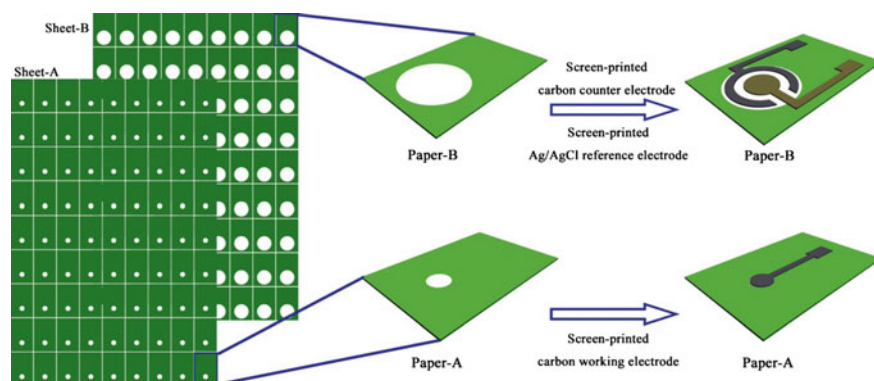 Sheet-B
Sheet-A
Screen-printed
carbon counter electrode
Screen-printed
Ag/AgCl reference electrode
Paper-B
Paper-B
Screen-printed
carbon working electrode
Paper-A
Paper-A